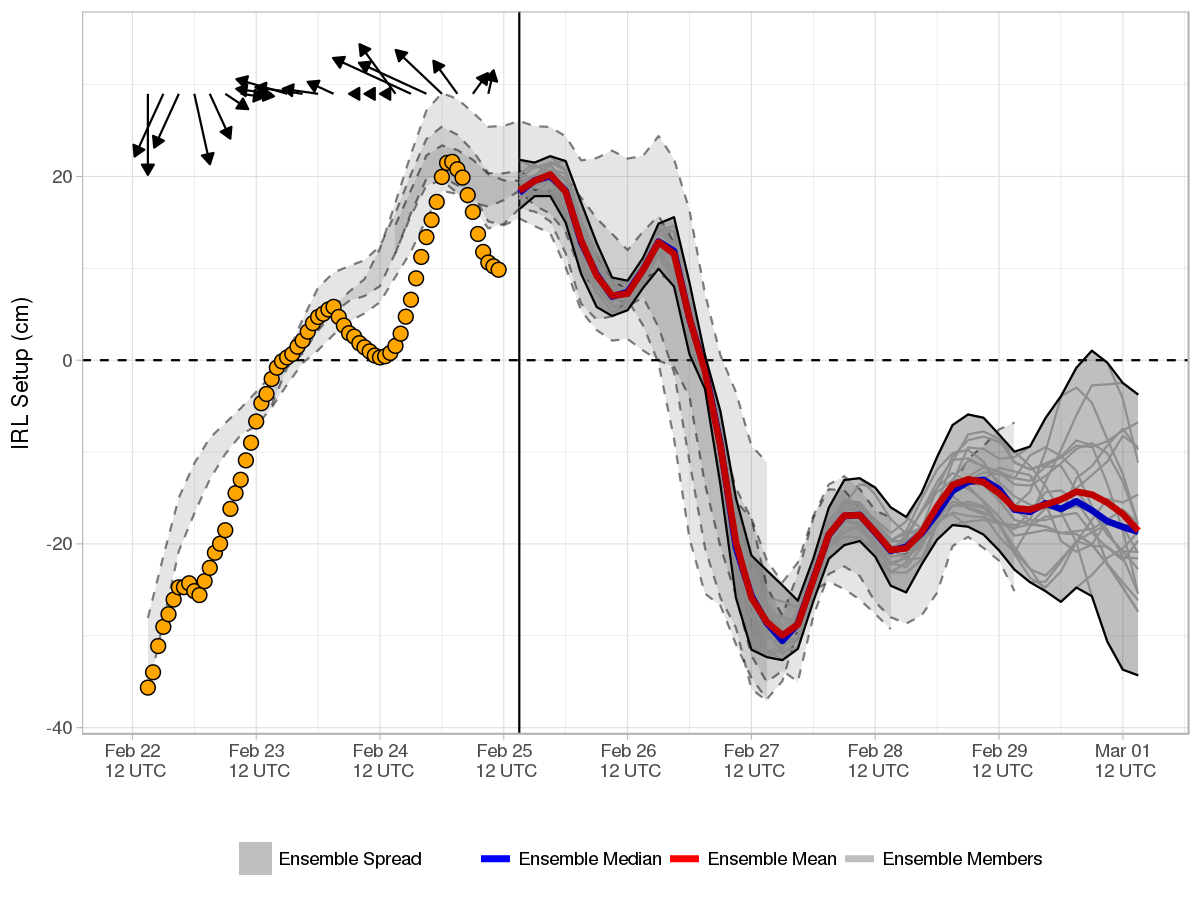 IRL Setup (cm)
20
0
-20
-40
Feb 22 Feb 23 Feb 24 Feb 25 Feb 26 Feb 27 Feb 28 Feb 29 Mar 01
12 UTC 12 UTC 12 UTC 12 UTC 12 UTC 12 UTC 12 UTC 12 UTC 12 UTC
Ensemble Spread Ensemble Median Ensemble Mean Ensemble Members